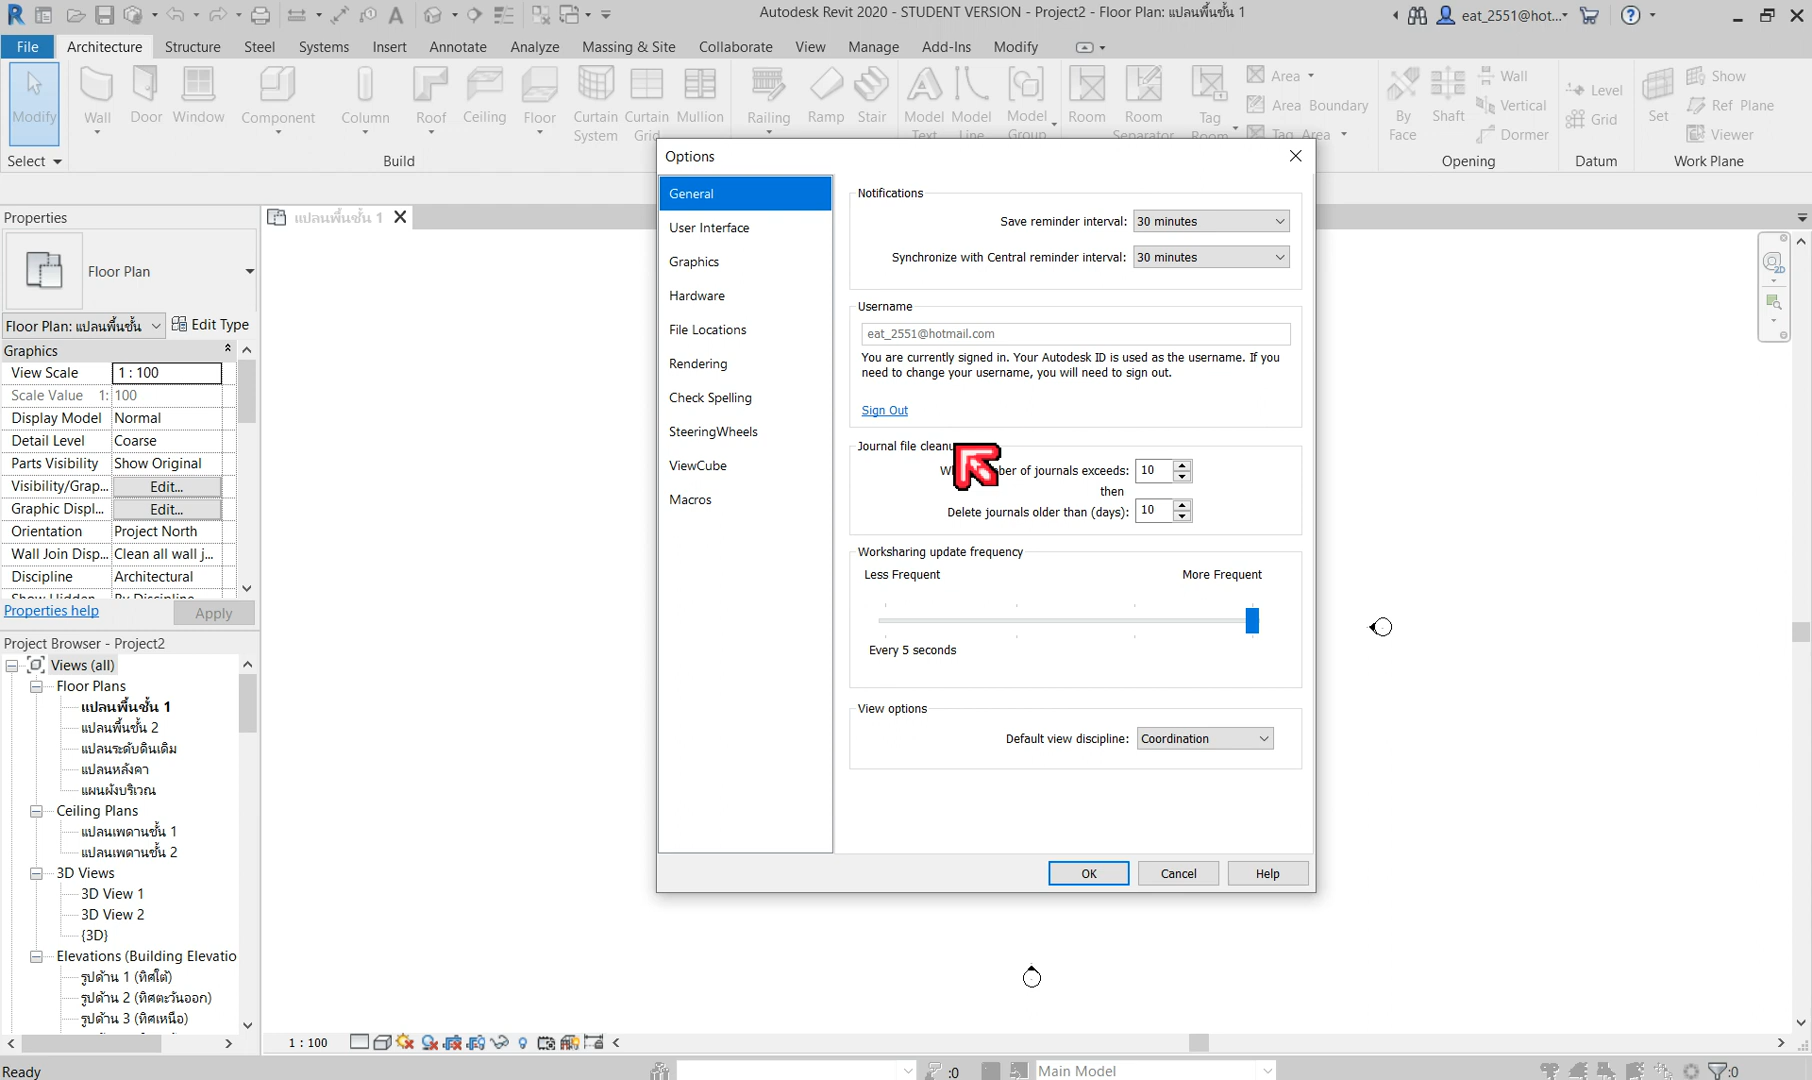 Autodesk Revit 2020 - STUDENT VERSION - Project2 - Floor Plan: แปลนพื้นชั้น 1
eat_2551@hot...
File Architecture Structure Steel Systems Insert Annotate Analyze Massing & Site Collaborate View Manage Add-Ins Modify
Modify Wall Door Window Component Column Roof Ceiling Floor Curtain System Curtain Grid Mullion Railing Ramp Stair Model Text Model Line Model Group Room Room Separator Tag Room
Area
Area Boundary
Tag Area
By Face Shaft Wall Vertical Dormer
Level
Grid
Set Show Ref Plane Viewer
Select Build Opening Datum Work Plane
Properties
แปลนพื้นชั้น 1
Floor Plan
Floor Plan: แปลนพื้นชั้น Edit Type
Graphics
View Scale 1 : 100
Scale Value 1: 100
Display Model Normal
Detail Level Coarse
Parts Visibility Show Original
Visibility/Grap... Edit...
Graphic Displ... Edit...
Orientation Project North
Wall Join Disp... Clean all wall j...
Discipline Architectural
Show Hidden By Discipline
Properties help Apply
Project Browser - Project2
Views (all)
Floor Plans
แปลนพื้นชั้น 1
แปลนพื้นชั้น 2
แปลนระดับดินเดิม
แปลนหลังคา
แผนผังบริเวณ
Ceiling Plans
แปลนเพดานชั้น 1
แปลนเพดานชั้น 2
3D Views
3D View 1
3D View 2
{3D}
Elevations (Building Elevatio
รูปด้าน 1 (ทิศใต้)
รูปด้าน 2 (ทิศตะวันออก)
รูปด้าน 3 (ทิศเหนือ)
Options
General
User Interface
Graphics
Hardware
File Locations
Rendering
Check Spelling
SteeringWheels
ViewCube
Macros
Notifications
Save reminder interval: 30 minutes
Synchronize with Central reminder interval: 30 minutes
Username
eat_2551@hotmail.com
You are currently signed in. Your Autodesk ID is used as the username. If you
need to change your username, you will need to sign out.
Sign Out
Journal file cleanu
of journals exceeds: 10
then
Delete journals older than (days): 10
Worksharing update frequency
Less Frequent More Frequent
Every 5 seconds
View options
Default view discipline: Coordination
OK Cancel Help
2D
1 : 100
Ready
:0 Main Model :0